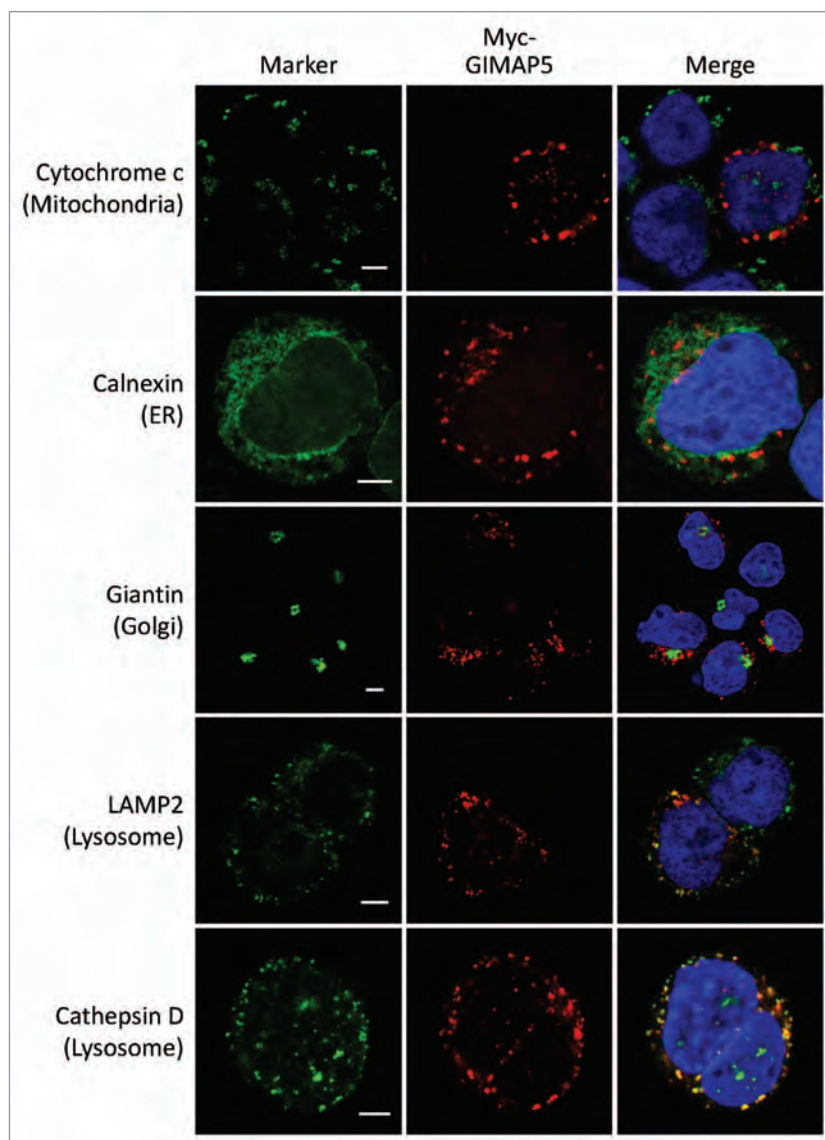 Marker
Myc-
GIMAP5
Merge
Cytochrome c
(Mitochondria)
Calnexin
(ER)
Giantin
(Golgi)
LAMP2
(Lysosome)
Cathepsin D
(Lysosome)